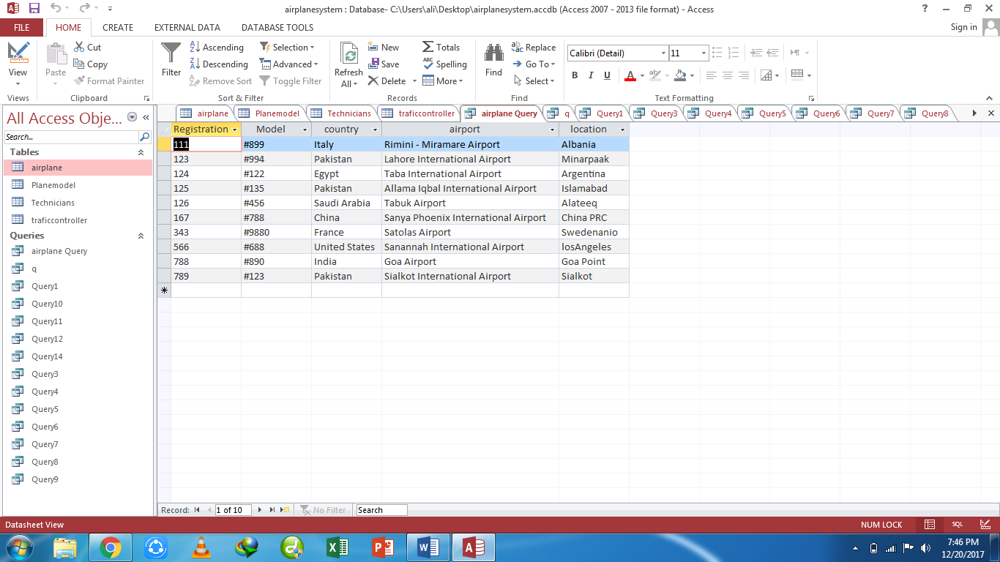 airplanesystem : Database- C:\Users\ali\Desktop\airplanesystem.accdb (Access 2007 - 2013 file format) - Access
FILE HOME CREATE EXTERNAL DATA DATABASE TOOLS Sign in
View
Views
Paste
Cut
Copy
Format Painter
Clipboard
Filter
Ascending
Descending
Remove Sort
Selection
Advanced
Toggle Filter
Sort & Filter
Refresh
All
New
Save
Delete
Totals
Spelling
More
Records
Find
Replace
Go To
Select
Find
Calibri (Detail) 11
B I U A
Text Formatting
All Access Obje...
Search...
Tables
airplane
Planemodel
Technicians
traficcontroller
Queries
airplane Query
q
Query1
Query10
Query11
Query12
Query14
Query3
Query4
Query5
Query6
Query7
Query8
Query9
airplane Planemodel Technicians traficcontroller airplane Query q Query1 Query3 Query4 Query5 Query6 Query7 Query8
Registration Model country airport location
111 #899 Italy Rimini - Miramare Airport Albania
123 #994 Pakistan Lahore International Airport Minarpaak
124 #122 Egypt Taba International Airport Argentina
125 #135 Pakistan Allama Iqbal International Airport Islamabad
126 #456 Saudi Arabia Tabuk Airport Alateeq
167 #788 China Sanya Phoenix International Airport China PRC
343 #9880 France Satolas Airport Swedenanio
566 #688 United States Sanannah International Airport losAngeles
788 #890 India Goa Airport Goa Point
789 #123 Pakistan Sialkot International Airport Sialkot
Record: 1 of 10 No Filter Search
Datasheet View NUM LOCK SQL
7:46 PM
12/20/2017